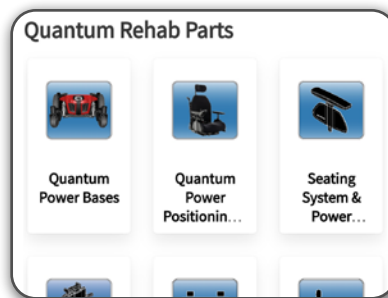 Quantum Rehab Parts
Quantum
Power Bases
Quantum
Power
Positionin...
Seating
System &
Power...